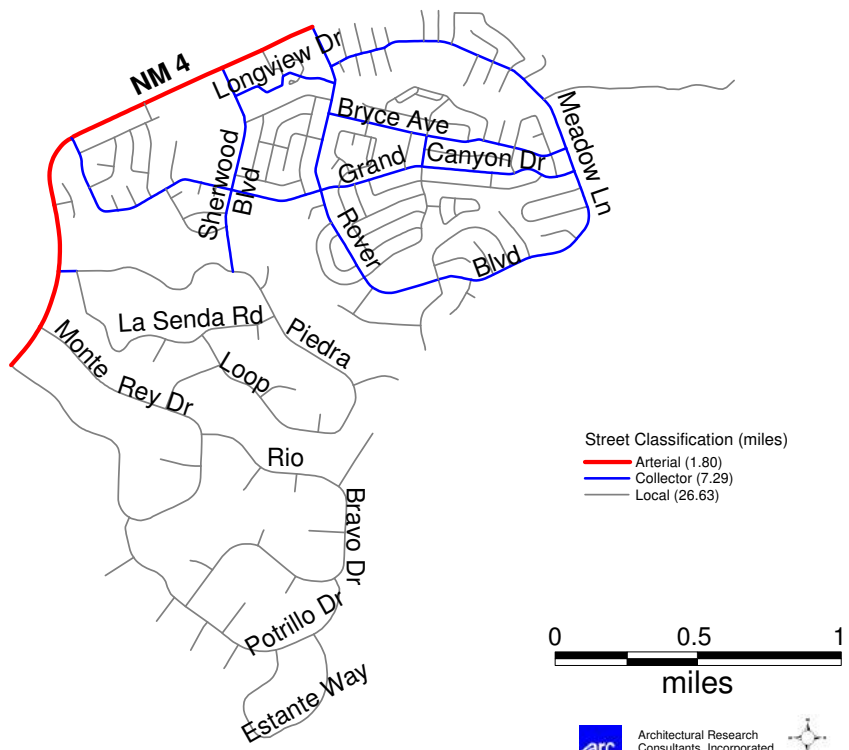 NM 4
Longview Dr
Bryce Ave
Meadow Ln
Grand
Canyon Dr
Sherwood
Blvd
Rover
Blvd
La Senda Rd
Piedra
Loop
Monte
Rey Dr
Rio
Bravo Dr
Potrillo Dr
Estante Way
Street Classification (miles)
Arterial (1.80)
Collector (7.29)
Local (26.63)
0 0.5 1
miles
arc
Architectural Research
Consultants, Incorporated